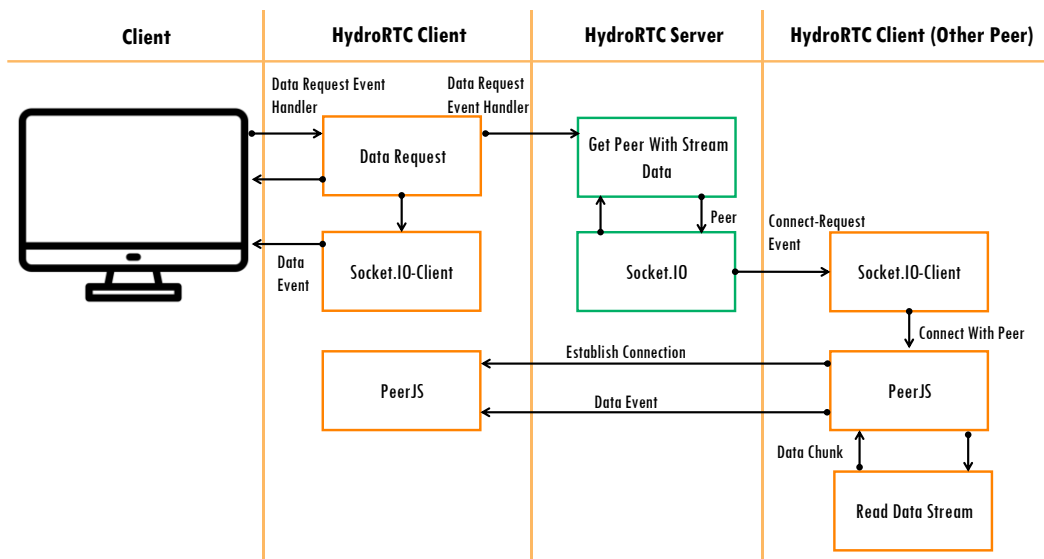 Client
HydroRTC Client
HydroRTC Server
HydroRTC Client (Other Peer)
Data Request Event
Handler
Data Request
Event Handler
Data Request
Get Peer With Stream
Data
Peer
Connect-Request
Event
Data
Event
Socket.IO-Client
Socket.IO
Socket.IO-Client
Connect With Peer
Establish Connection
PeerJS
PeerJS
Data Event
Data Chunk
Read Data Stream